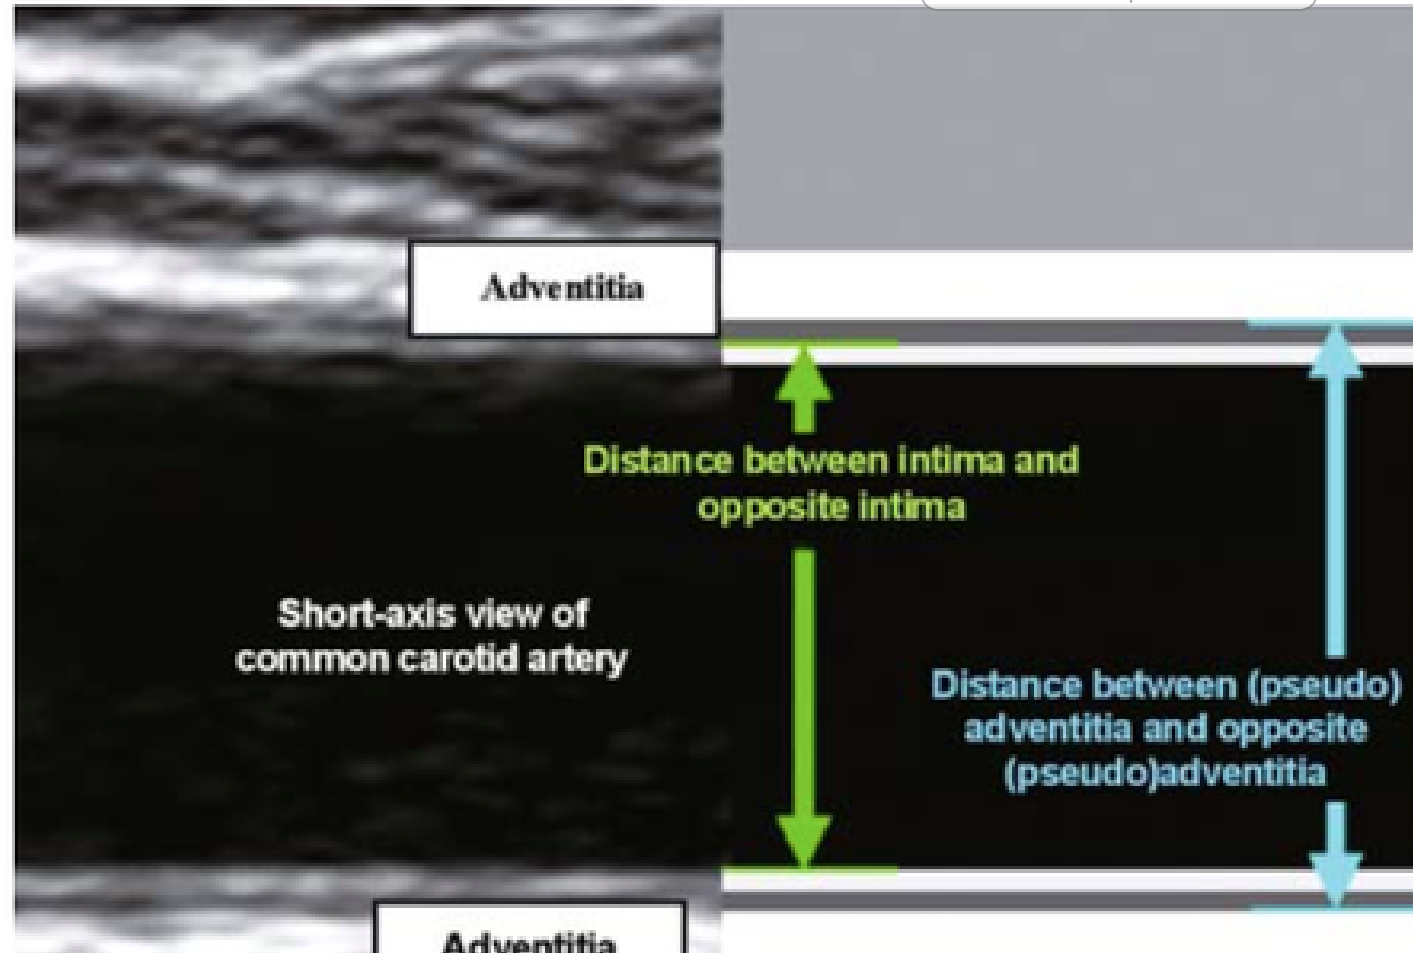 Adventitia
Distance between intima and
opposite intima
Short-axis view of
common carotid artery
Distance between (pseudo)
adventitia and opposite
(pseudo)adventitia
Adventitia